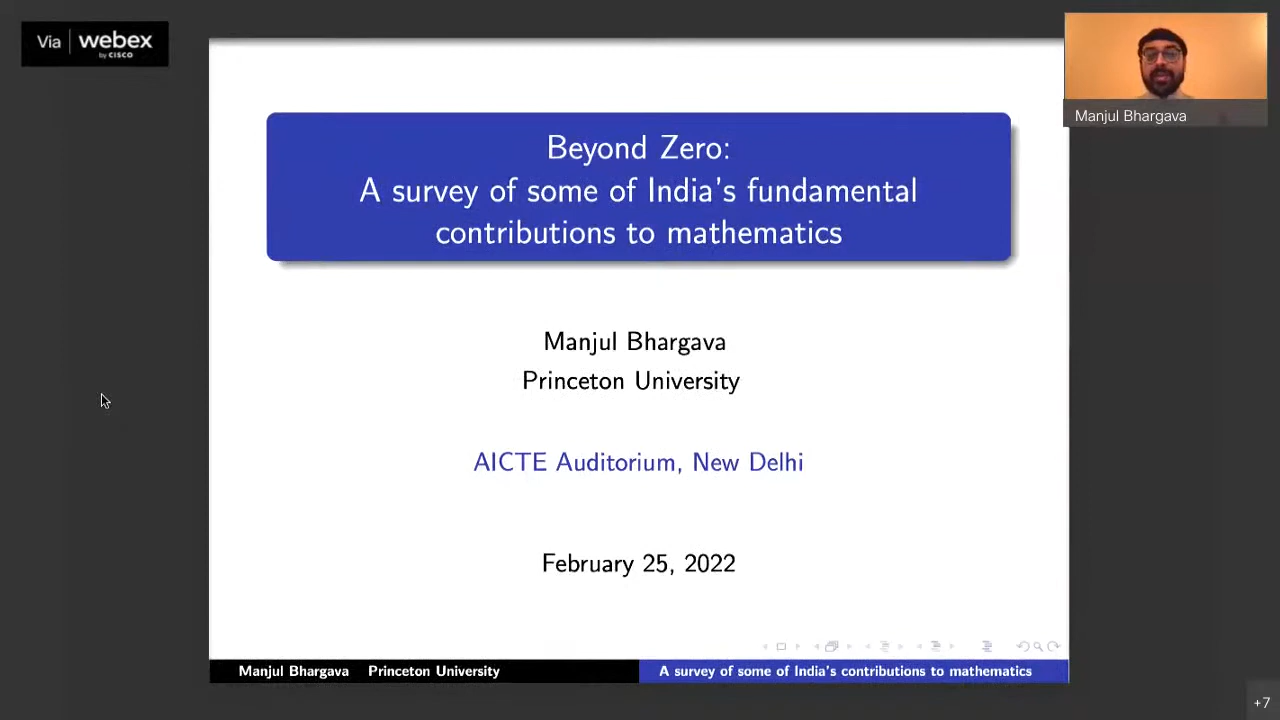 Via webex
by CISCO
Manjul Bhargava
Beyond Zero:
A survey of some of India's fundamental
contributions to mathematics
Manjul Bhargava
Princeton University
AICTE Auditorium, New Delhi
February 25, 2022
Manjul Bhargava Princeton University
A survey of some of India's contributions to mathematics
+7